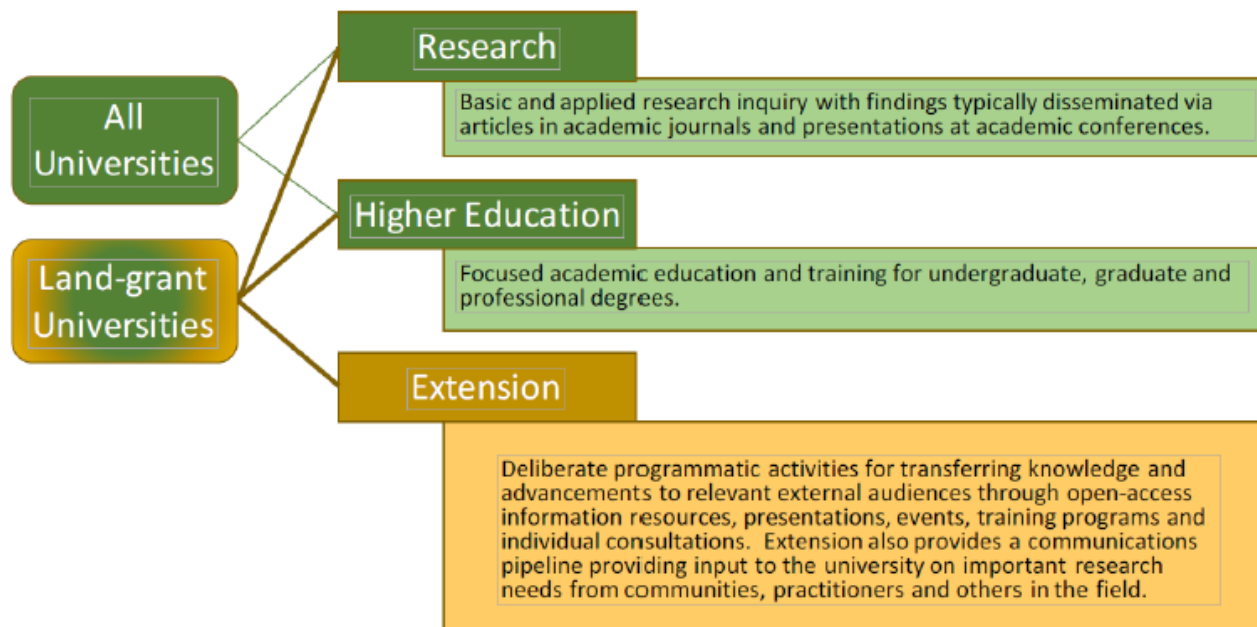 All
Universities
Land-grant
Universities
Research
Basic and applied research inquiry with findings typically disseminated via
articles in academic journals and presentations at academic conferences.
Higher Education
Focused academic education and training for undergraduate, graduate and
professional degrees.
Extension
Deliberate programmatic activities for transferring knowledge and
advancements to relevant external audiences through open-access
information resources, presentations, events, training programs and
individual consultations.  Extension also provides a communications
pipeline providing input to the university on important research
needs from communities, practitioners and others in the field.